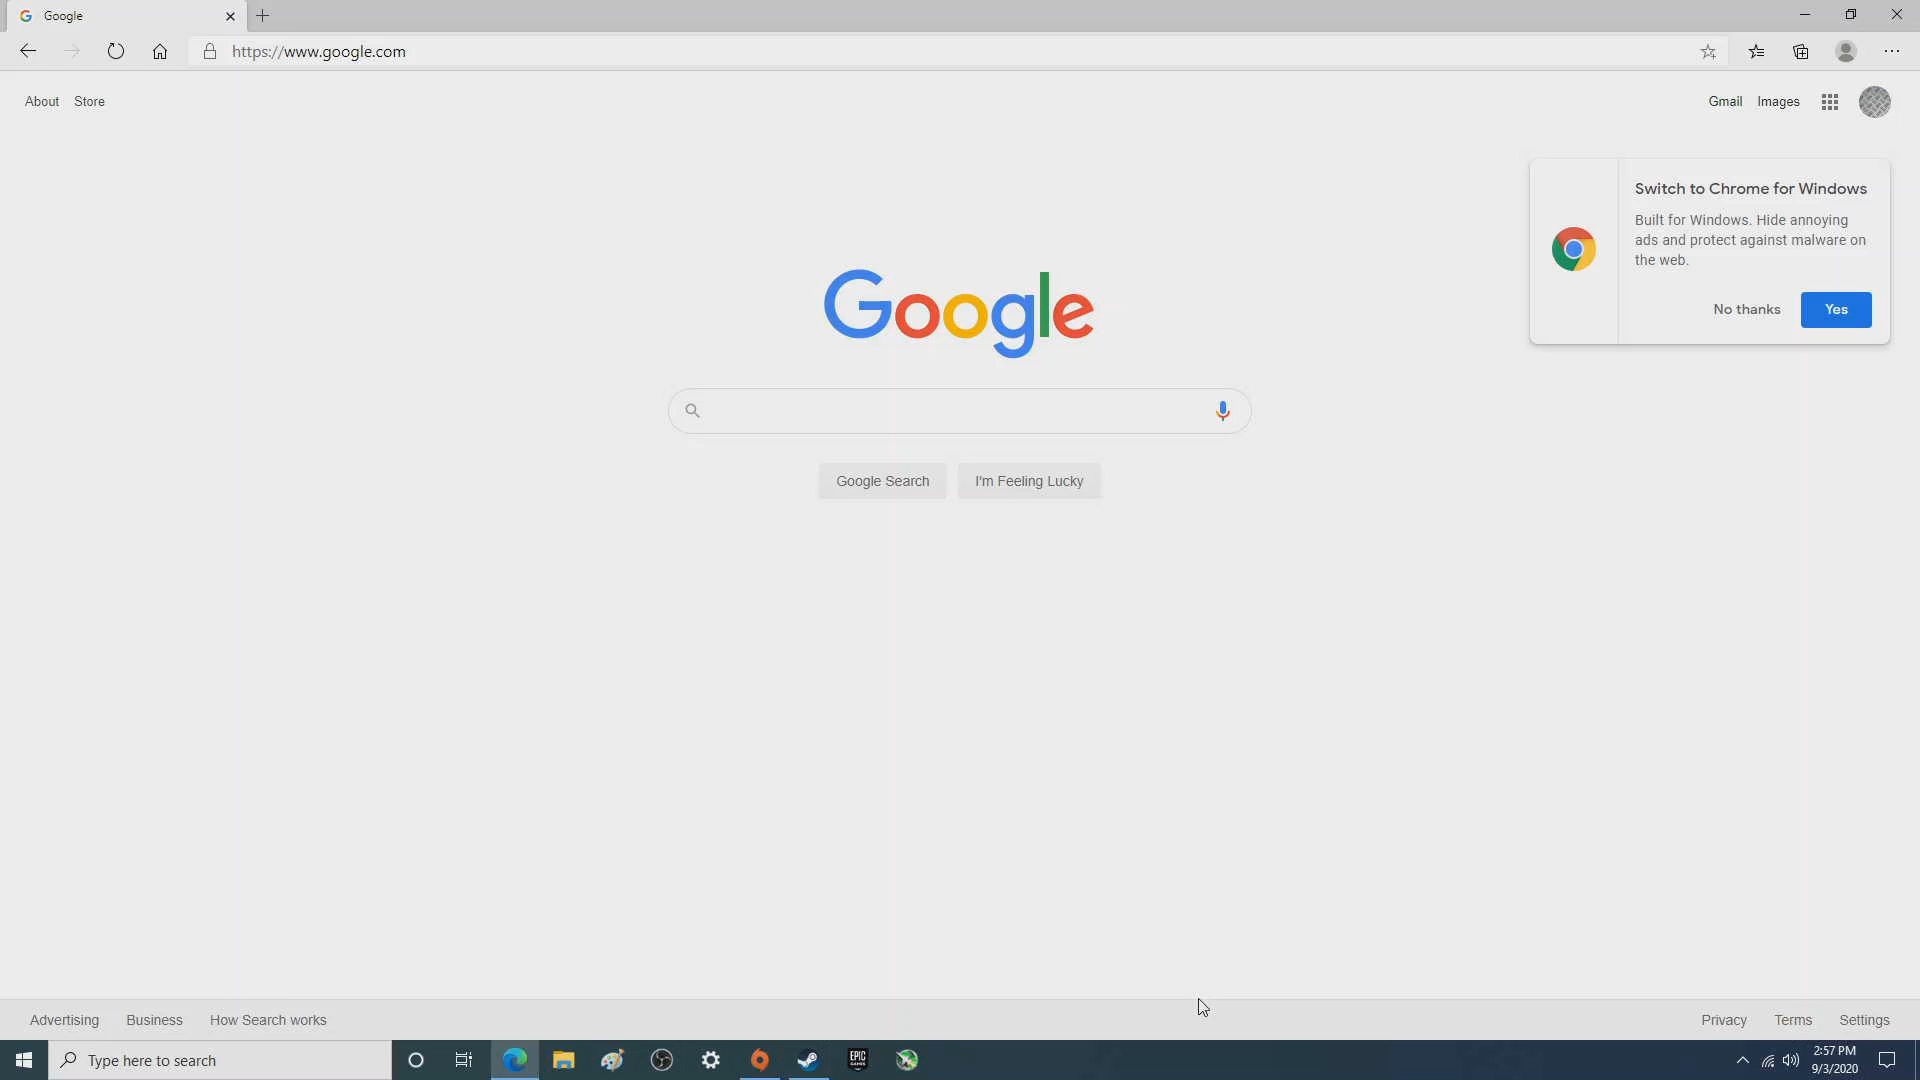 Google
https://www.google.com
About Store
Gmail Images
Switch to Chrome for Windows
Built for Windows. Hide annoying
ads and protect against malware on
the web.
No thanks Yes
Google
Google Search I'm Feeling Lucky
Advertising Business How Search works
Privacy Terms Settings
Type here to search
EPIC
GAMES
2:57 PM
9/3/2020